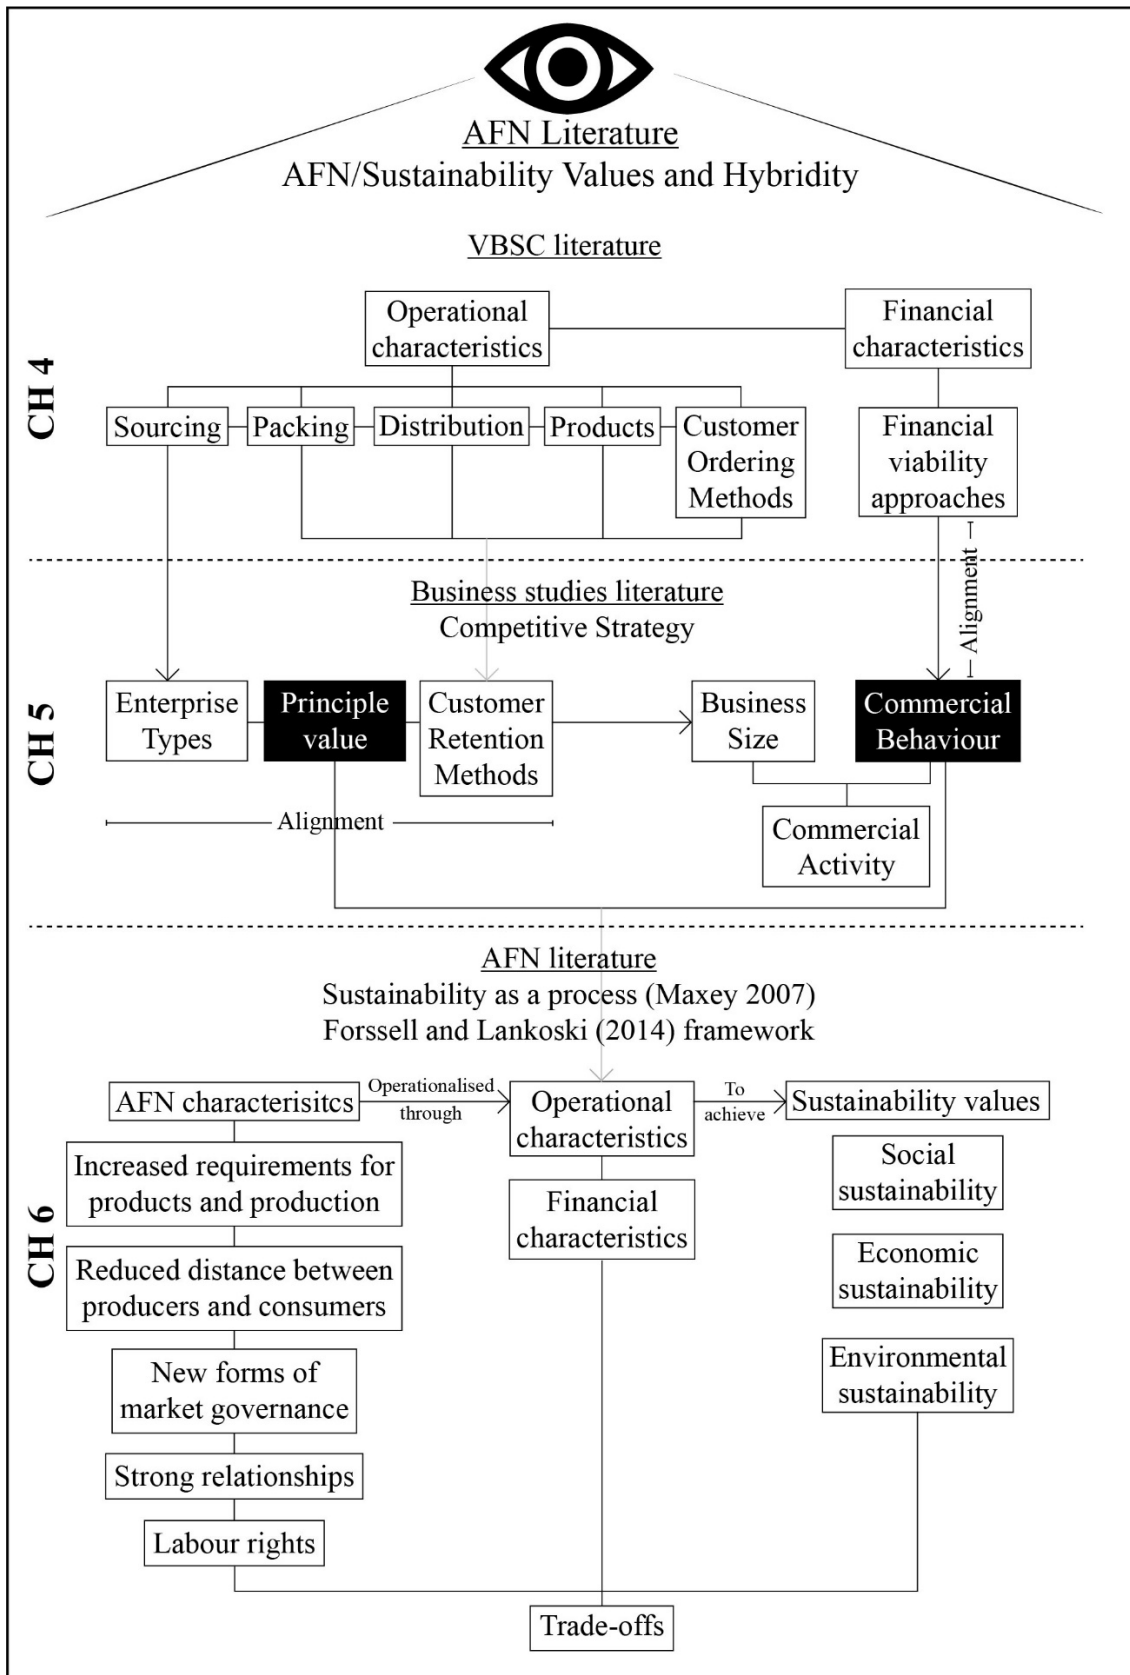 AFN Literature
AFN/Sustainability Values and Hybridity
VBSC literature
CH 4
Operational
characteristics
Financial
characteristics
Sourcing
Packing
Distribution
Products
Customer
Ordering
Methods
Financial
viability
approaches
Alignment
CH 5
Business studies literature
Competitive Strategy
Enterprise
Types
Principle
value
Customer
Retention
Methods
Business
Size
Commercial
Behaviour
Alignment
Commercial
Activity
CH 6
AFN literature
Sustainability as a process (Maxey 2007)
Forssell and Lankoski (2014) framework
AFN characterisitcs
Operationalised
through
Operational
characteristics
To
achieve
Sustainability values
Increased requirements for
products and production
Financial
characteristics
Social
sustainability
Reduced distance between
producers and consumers
Economic
sustainability
New forms of
market governance
Environmental
sustainability
Strong relationships
Labour rights
Trade-offs